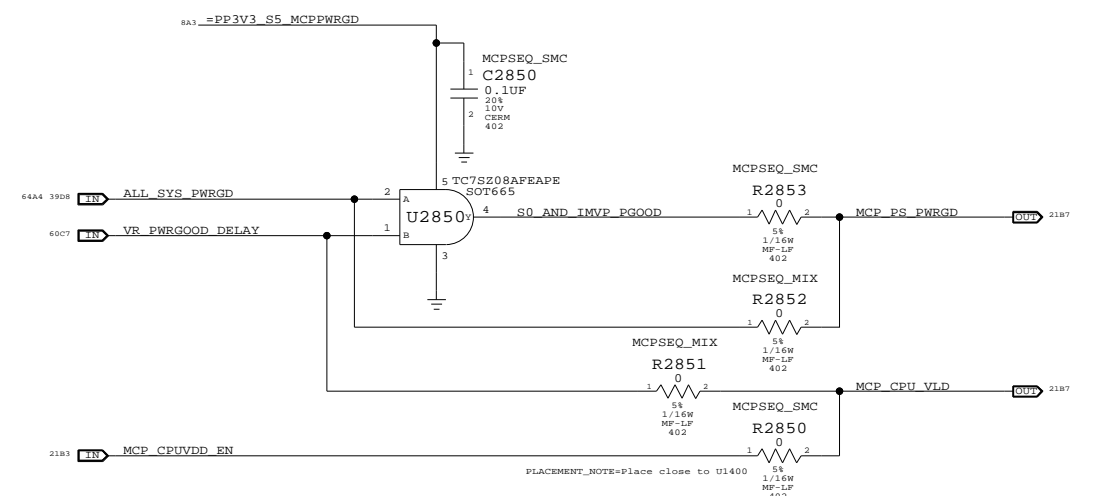 8A3 =PP3V3_S5_MCPPWRGD
MCPSEQ_SMC
1 C2850
0.1UF
20%
10V
2 CERM
402
5 TC7SZ08AFEAPE
SOT665
64A4 39D8 IN ALL_SYS_PWRGD 2 A
U2850 Y 4 S0_AND_IMVP_PGOOD
60C7 IN VR_PWRGOOD_DELAY 1 B
3
MCPSEQ_SMC
R2853
0
1 2 MCP_PS_PWRGD OUT 21B7
5%
1/16W
MF-LF
402
MCPSEQ_MIX
R2852
0
1 2
5%
1/16W
MF-LF
402
MCPSEQ_MIX
R2851
0
1 2 MCP_CPU_VLD OUT 21B7
5%
1/16W
MF-LF
402
MCPSEQ_SMC
R2850
0
21B3 IN MCP_CPUVDD_EN 1 2
PLACEMENT_NOTE=Place close to U1400
5%
1/16W
MF-LF
402